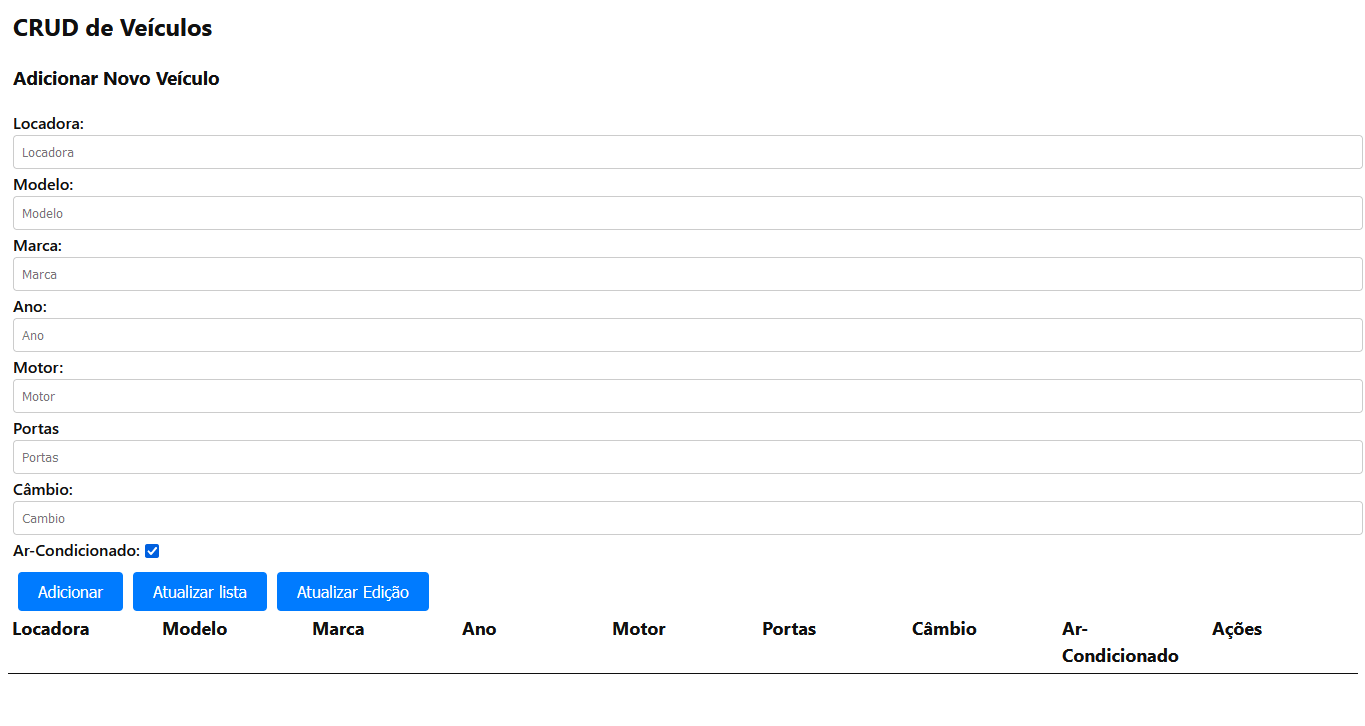 CRUD de Veículos
Adicionar Novo Veículo
Locadora:
Locadora
Modelo:
Modelo
Marca:
Marca
Ano:
Ano
Motor:
Motor
Portas
Portas
Câmbio:
Cambio
Ar-Condicionado:
Adicionar Atualizar lista Atualizar Edição
Locadora Modelo Marca Ano Motor Portas Câmbio Ar- Ações
Condicionado